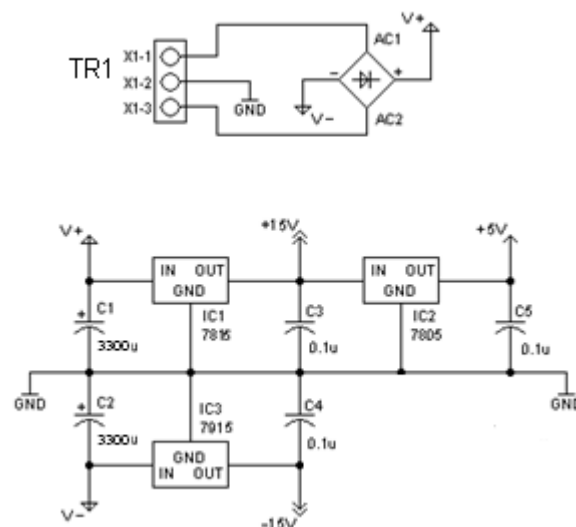 V+
AC1
TR1
X1-1
X1-2
X1-3
GND
-
+
V-
AC2
V+
+15V
+5V
IN OUT
GND
IN OUT
GND
+
C1
3300u
IC1
7815
C3
0.1u
IC2
7805
C5
0.1u
GND
GND
+
C2
3300u
IC3
7915
C4
0.1u
GND
IN OUT
V-
-15V